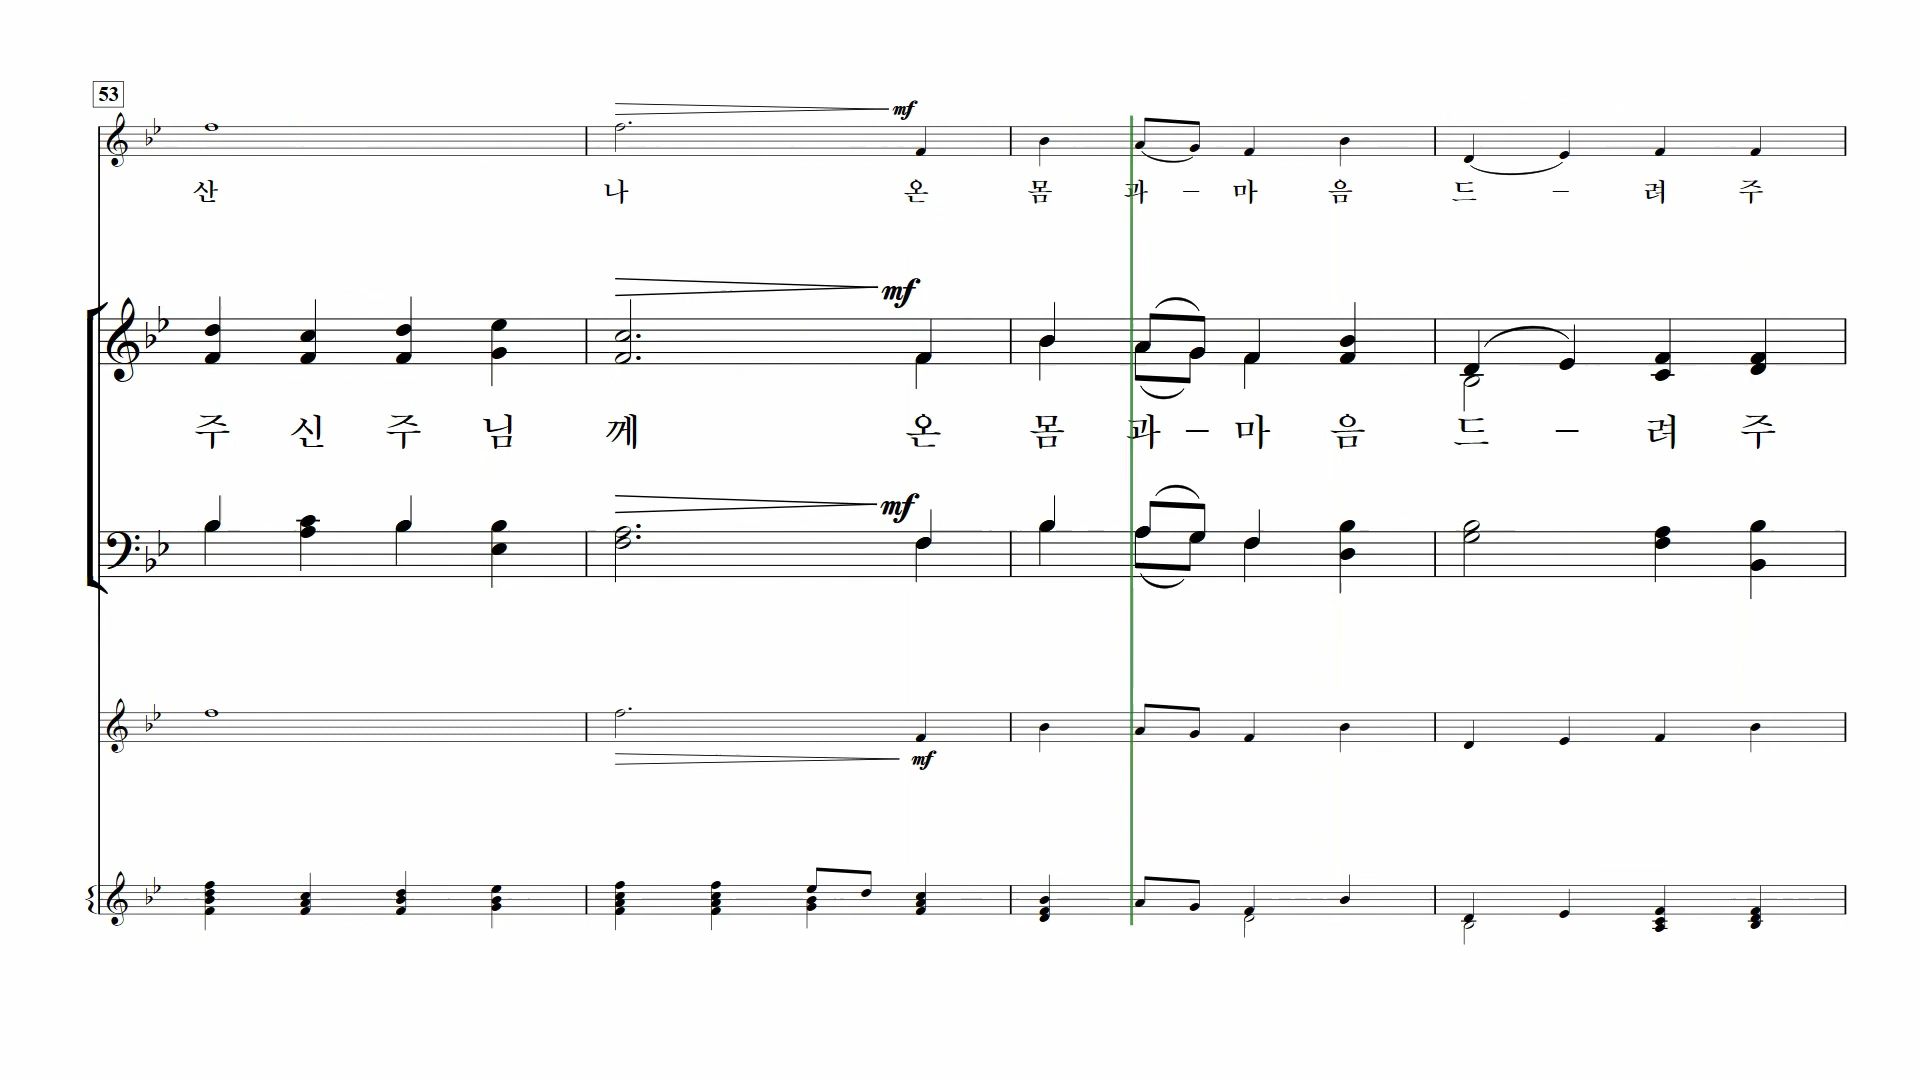 53
mf
산 나 온 몸 과 – 마 음 드 – 려 주
mf
주 신 주 님 께 온 몸 과 – 마 음 드 – 려 주
mf
mf